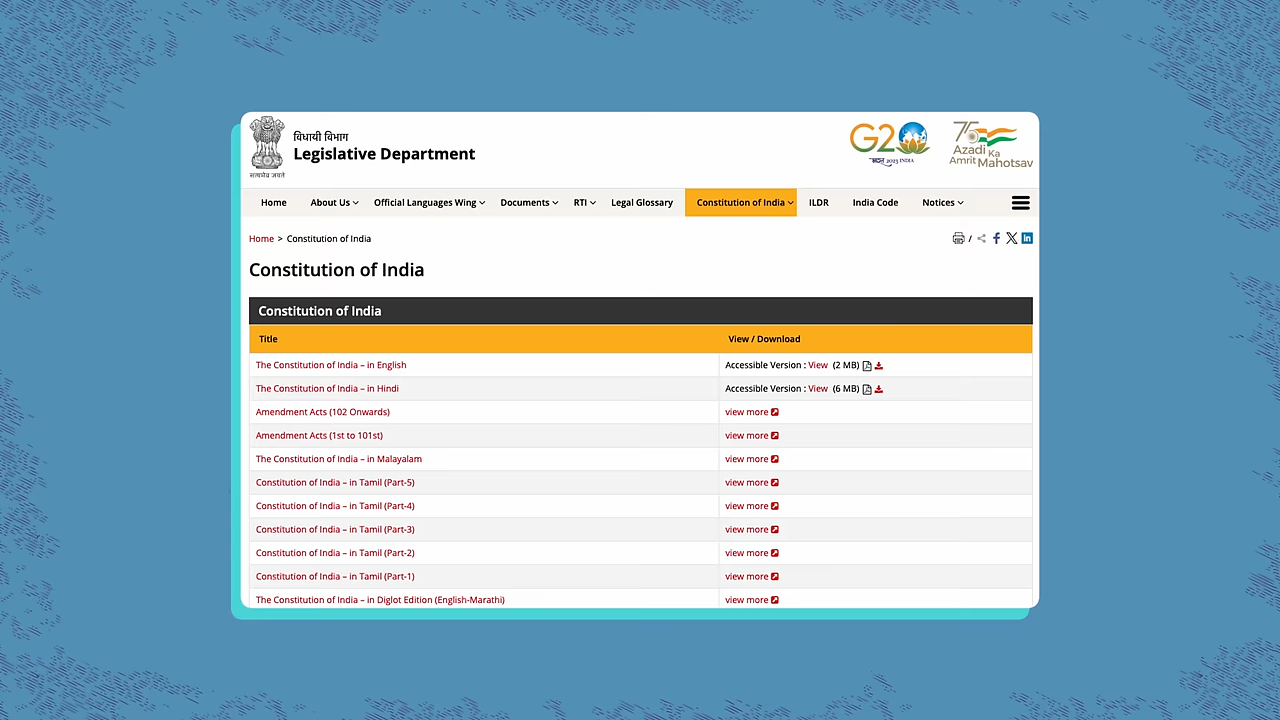 विधायी विभाग
Legislative Department
सत्यमेव जयते
G20
भारत 2023 INDIA
75
Azadi Ka
Amrit Mahotsav
Home About Us Official Languages Wing Documents RTI Legal Glossary Constitution of India ILDR India Code Notices
Home > Constitution of India
/
Constitution of India
Constitution of India
Title View / Download
The Constitution of India – in English Accessible Version : View (2 MB)
The Constitution of India – in Hindi Accessible Version : View (6 MB)
Amendment Acts (102 Onwards) view more
Amendment Acts (1st to 101st) view more
The Constitution of India – in Malayalam view more
Constitution of India – in Tamil (Part-5) view more
Constitution of India – in Tamil (Part-4) view more
Constitution of India – in Tamil (Part-3) view more
Constitution of India – in Tamil (Part-2) view more
Constitution of India – in Tamil (Part-1) view more
The Constitution of India – in Diglot Edition (English-Marathi) view more